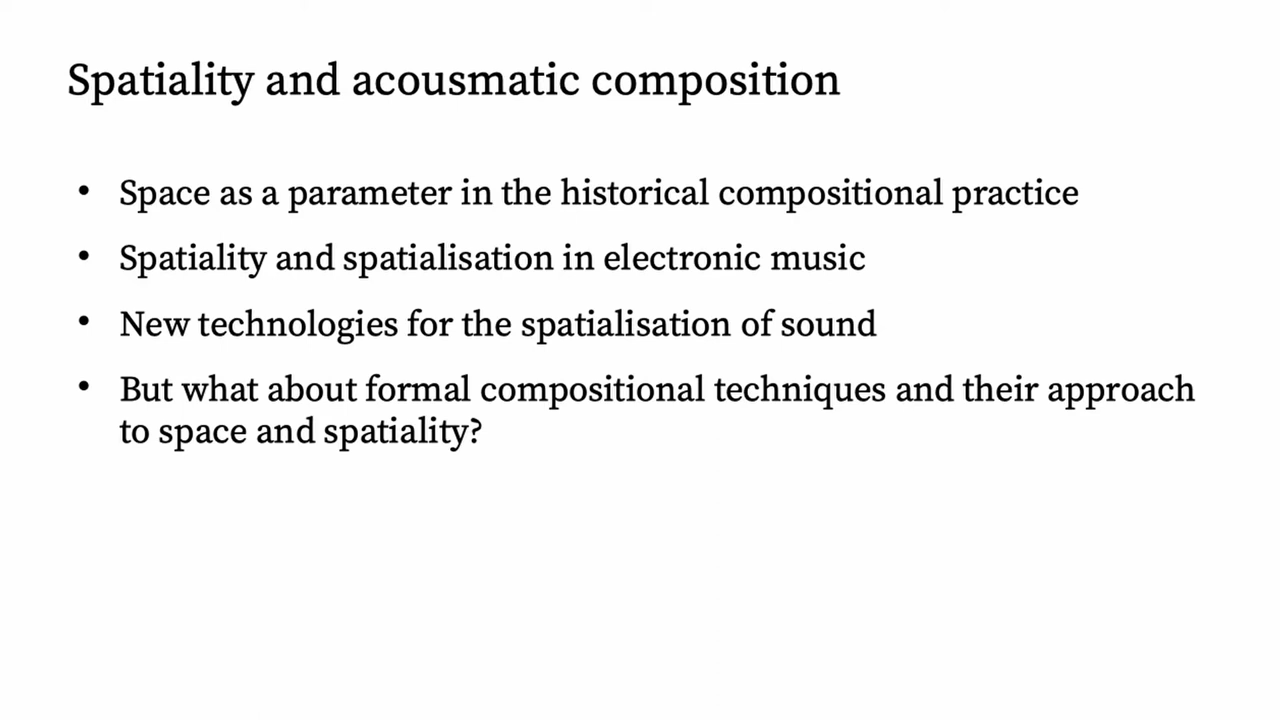 Spatiality and acousmatic composition
• Space as a parameter in the historical compositional practice
• Spatiality and spatialisation in electronic music
• New technologies for the spatialisation of sound
• But what about formal compositional techniques and their approach
to space and spatiality?